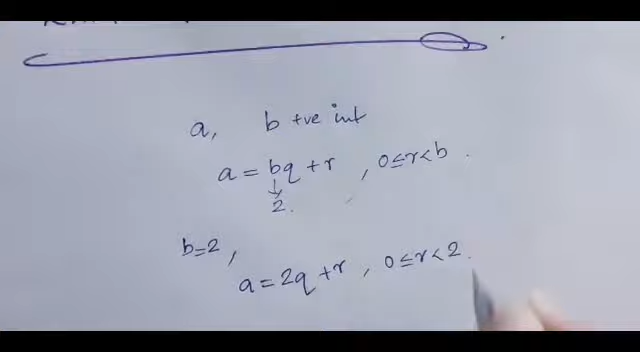 a, b +ve int
a = bq + r , 0≤r<b .
↓
2.
b=2 ,
a = 2q + r , 0≤r<2 .